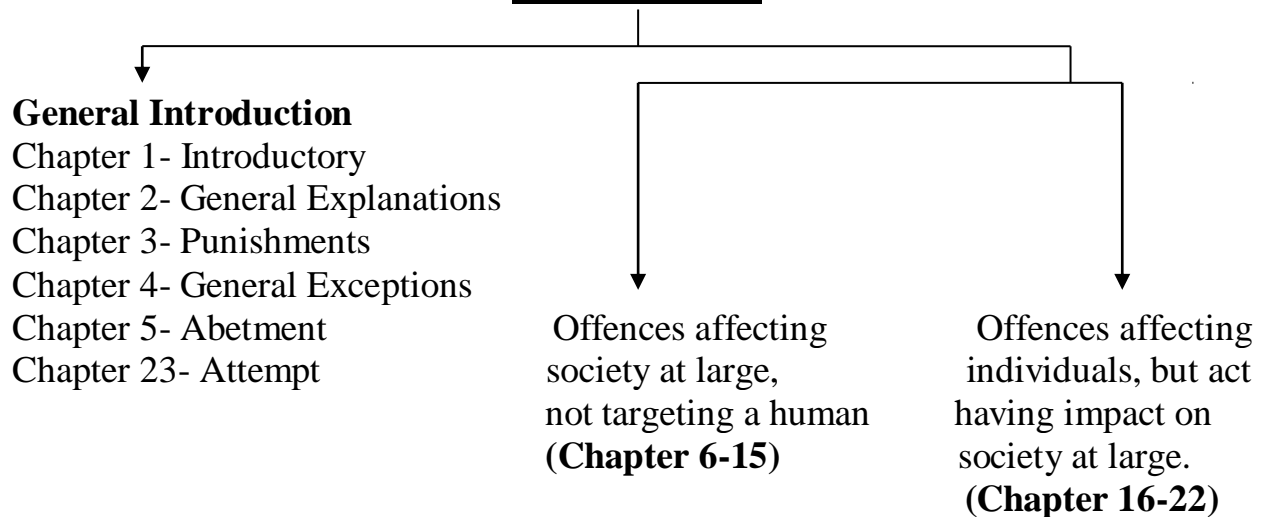 General Introduction
Chapter 1- Introductory
Chapter 2- General Explanations
Chapter 3- Punishments
Chapter 4- General Exceptions
Chapter 5- Abetment
Chapter 23- Attempt
Offences affecting
society at large,
not targeting a human
(Chapter 6-15)
Offences affecting
individuals, but act
having impact on
society at large.
(Chapter 16-22)